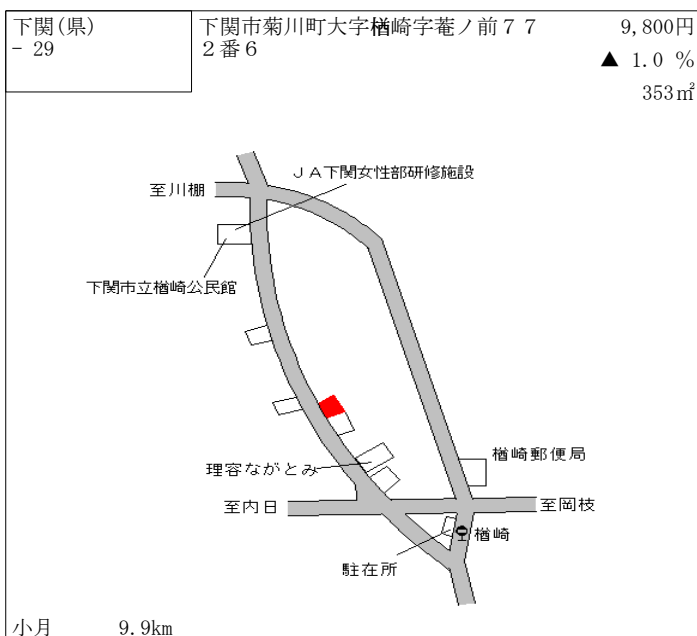 下関(県)
- 29
下関市菊川町大字楢崎字菴ノ前７７
２番６
9,800円
▲ 1.0 %
353㎡
ＪＡ下関女性部研修施設
至川棚
下関市立楢崎公民館
楢崎郵便局
理容ながとみ
至内日
至岡枝
楢崎
駐在所
小月 9.9km